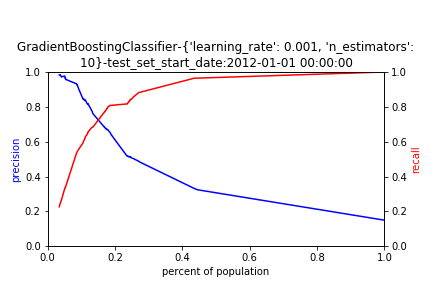 GradientBoostingClassifier-{'learning_rate': 0.001, 'n_estimators':
10}-test_set_start_date:2012-01-01 00:00:00
1.0
0.8
0.6
0.4
0.2
0.0
precision
1.0
0.8
0.6
0.4
0.2
0.0
recall
0.0 0.2 0.4 0.6 0.8 1.0
percent of population